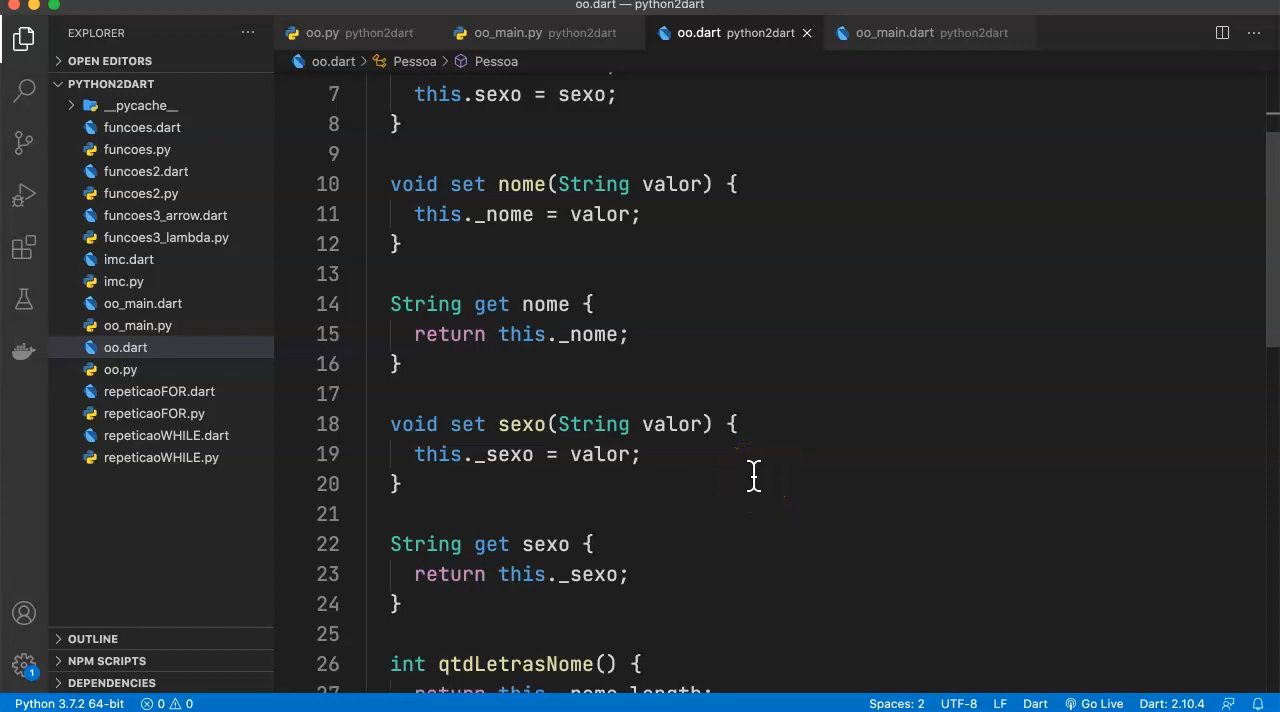 oo.dart — python2dart
EXPLORER ···
oo.py python2dart
oo_main.py python2dart
oo.dart python2dart ×
oo_main.dart python2dart
OPEN EDITORS
oo.dart > Pessoa > Pessoa
PYTHON2DART
__pycache__
funcoes.dart
funcoes.py
funcoes2.dart
funcoes2.py
funcoes3_arrow.dart
funcoes3_lambda.py
imc.dart
imc.py
oo_main.dart
oo_main.py
oo.dart
oo.py
repeticaoFOR.dart
repeticaoFOR.py
repeticaoWHILE.dart
repeticaoWHILE.py
OUTLINE
NPM SCRIPTS
DEPENDENCIES
7 this.sexo = sexo;
8 }
9
10 void set nome(String valor) {
11 this._nome = valor;
12 }
13
14 String get nome {
15 return this._nome;
16 }
17
18 void set sexo(String valor) {
19 this._sexo = valor;
20 }
21
22 String get sexo {
23 return this._sexo;
24 }
25
26 int qtdLetrasNome() {
27 return this._nome.length;
1
Python 3.7.2 64-bit 0 0 Spaces: 2 UTF-8 LF Dart Go Live Dart: 2.10.4